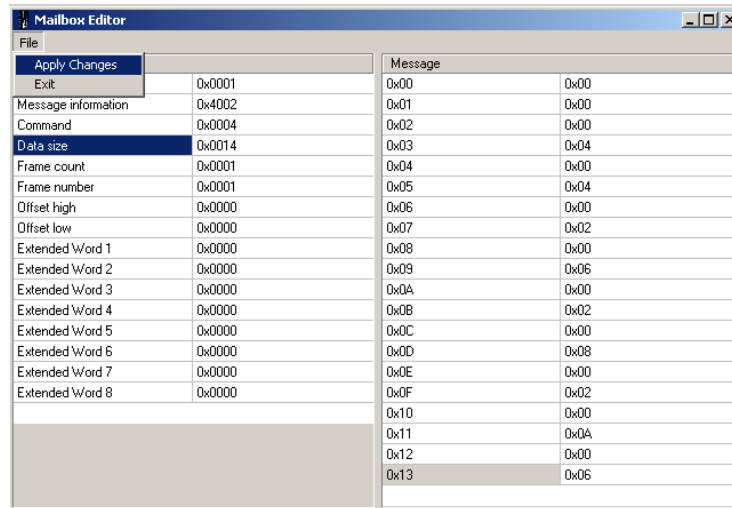 Mailbox Editor
File
Apply Changes
Exit
Message
0x0001 0x00 0x00
Message information 0x4002 0x01 0x00
Command 0x0004 0x02 0x00
Data size 0x0014 0x03 0x04
Frame count 0x0001 0x04 0x00
Frame number 0x0001 0x05 0x04
Offset high 0x0000 0x06 0x00
Offset low 0x0000 0x07 0x02
Extended Word 1 0x0000 0x08 0x00
Extended Word 2 0x0000 0x09 0x06
Extended Word 3 0x0000 0x0A 0x00
Extended Word 4 0x0000 0x0B 0x02
Extended Word 5 0x0000 0x0C 0x00
Extended Word 6 0x0000 0x0D 0x08
Extended Word 7 0x0000 0x0E 0x00
Extended Word 8 0x0000 0x0F 0x02
0x10 0x00
0x11 0x0A
0x12 0x00
0x13 0x06